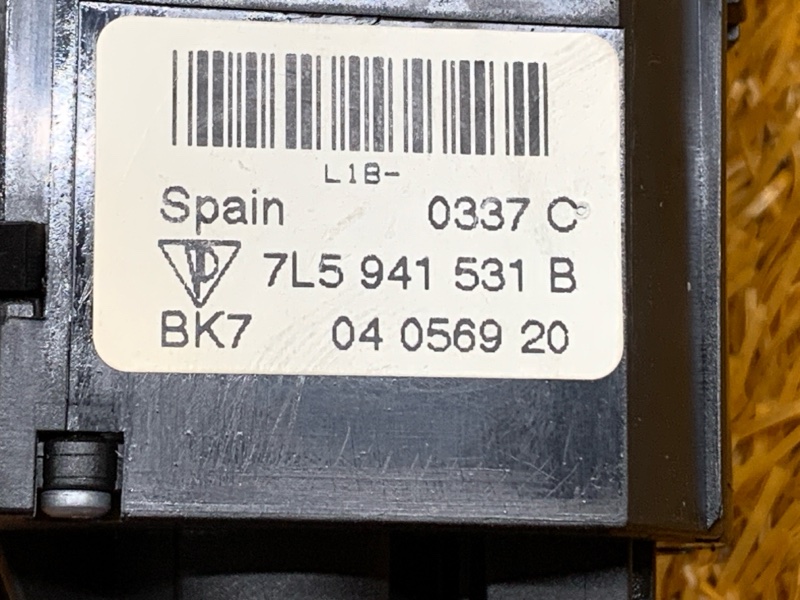 L1B-
Spain 0337 C
7L5 941 531 B
BK7 04 0569 20